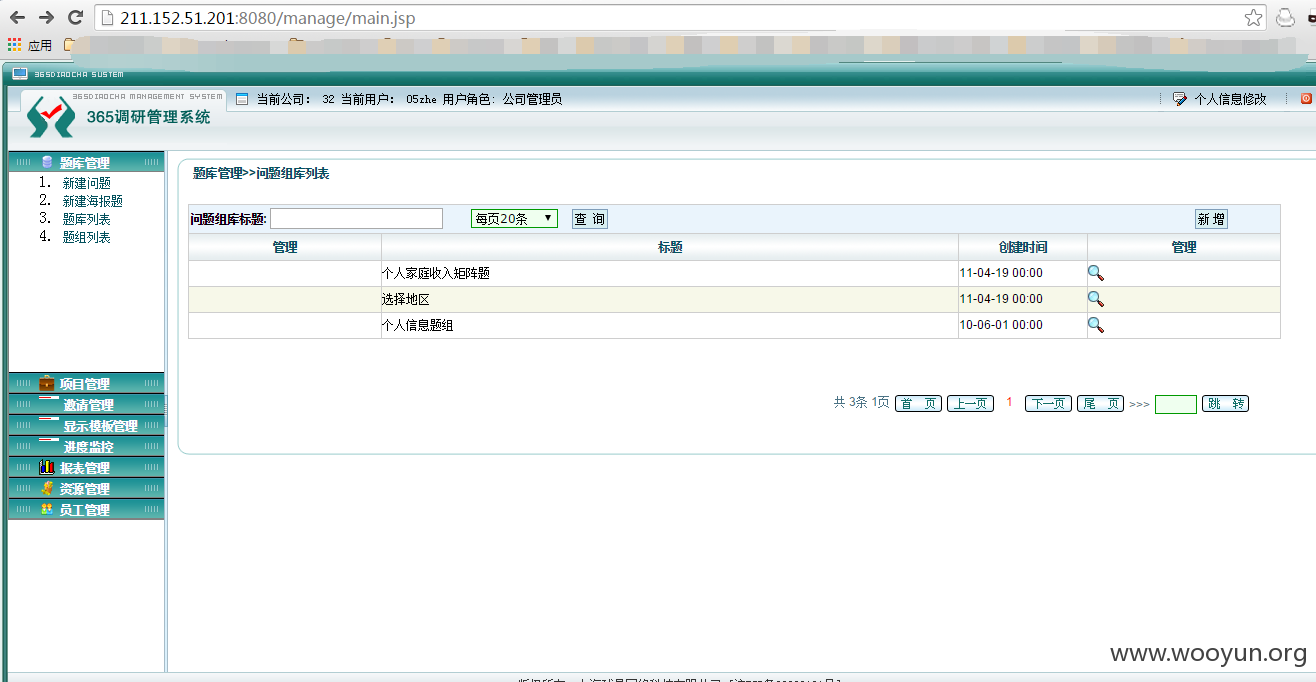 211.152.51.201:8080/manage/main.jsp
应用
365DIAOCHA SUSTEM
365DIAOCHA MANAGEMENT SYSTEM
365调研管理系统
当前公司: 32 当前用户: 05zhe 用户角色: 公司管理员
个人信息修改
题库管理
1. 新建问题
2. 新建海报题
3. 题库列表
4. 题组列表
项目管理
邀请管理
显示模板管理
进度监控
报表管理
资源管理
员工管理
题库管理>>问题组库列表
问题组库标题: 每页20条 查 询 新 增
管理 标题 创建时间 管理
个人家庭收入矩阵题 11-04-19 00:00
选择地区 11-04-19 00:00
个人信息题组 10-06-01 00:00
共 3条 1页 首 页 上一页 1 下一页 尾 页 >>> 跳 转
www.wooyun.org